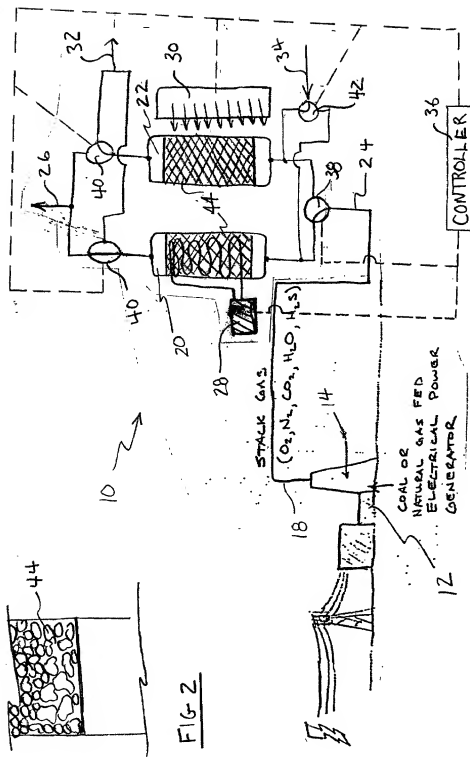 44
FIG 2
10
32
26
40
40
22
30
20
44
28
34
42
38
24
36
CONTROLLER
STACK GAS
(O2, N2, CO2, H2O, H2S)
18
14
12
COAL OR
NATURAL GAS FED
ELECTRICAL POWER
GENERATOR